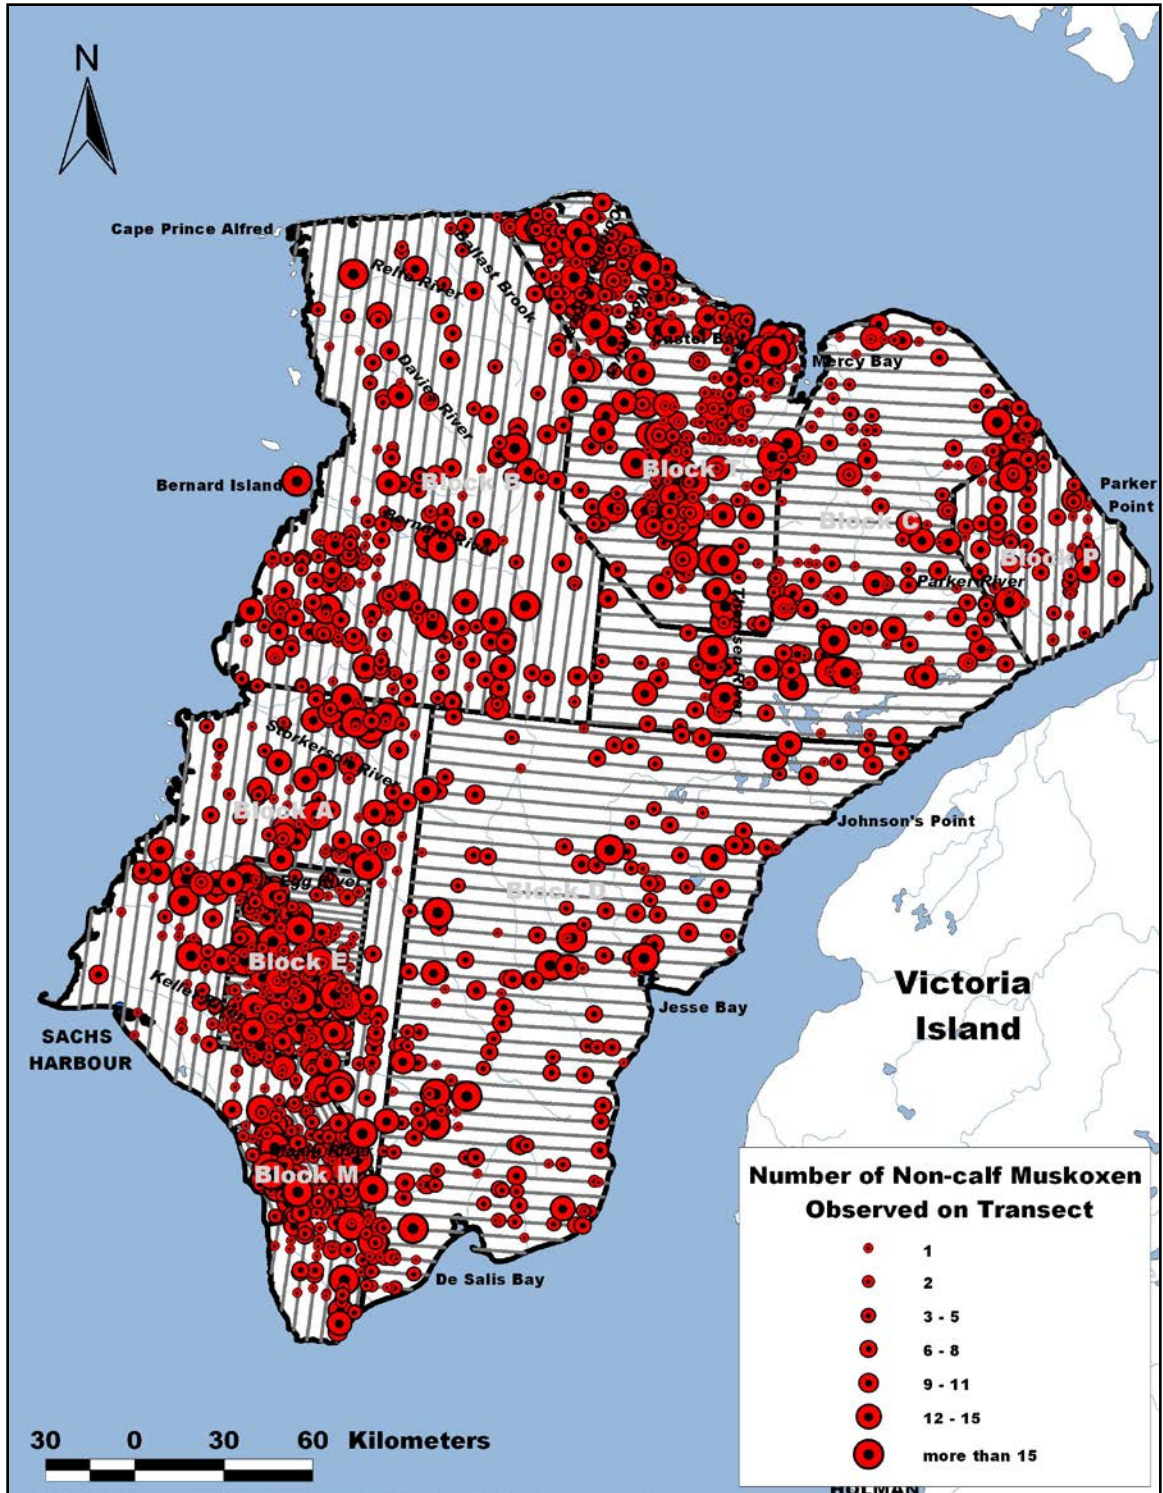 N
Cape Prince Alfred
Ballast Brook
Castel Bay
Mercy Bay
Davies River
Block T
Bernard Island
Block B
Parker
Point
Block C
Bernard River
Block P
Parker River
Thomsen River
Storkerson River
Block A
Johnson's Point
Egg River
Block D
Block E
Victoria
Island
Kellett River
Jesse Bay
SACHS
HARBOUR
Block M
De Salis Bay
Number of Non-calf Muskoxen
Observed on Transect
1
2
3 - 5
6 - 8
9 - 11
12 - 15
more than 15
30 0 30 60 Kilometers
HOLMAN